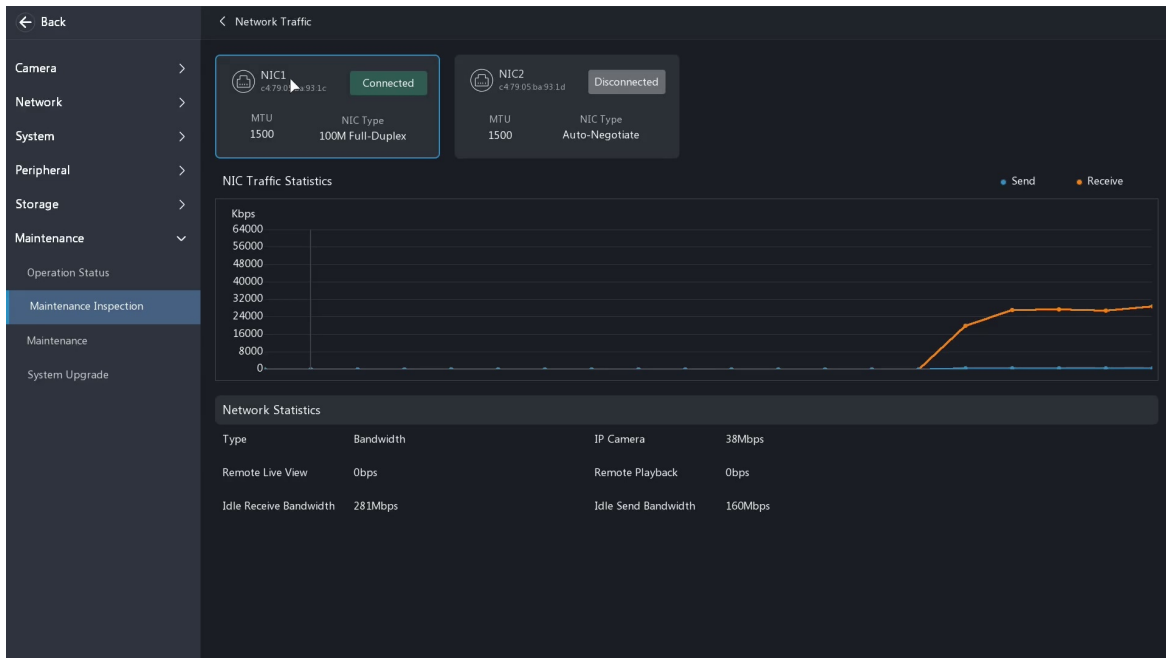 Back
Network Traffic
Camera
Network
System
Peripheral
Storage
Maintenance
Operation Status
Maintenance Inspection
Maintenance
System Upgrade
NIC1
Connected
MTU
1500
NIC Type
100M Full-Duplex
NIC2
c4:79:05:ba:93:1d
Disconnected
MTU
1500
NIC Type
Auto-Negotiate
NIC Traffic Statistics
Send
Receive
Kbps
64000
56000
48000
40000
32000
24000
16000
8000
0
Network Statistics
Type Bandwidth IP Camera 38Mbps
Remote Live View 0bps Remote Playback 0bps
Idle Receive Bandwidth 281Mbps Idle Send Bandwidth 160Mbps